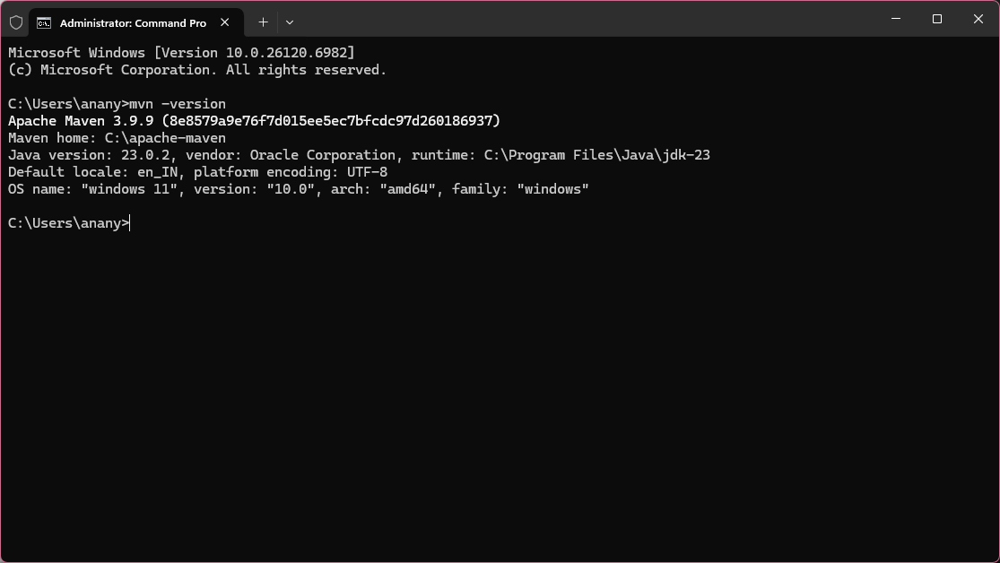 Administrator: Command Pro
Microsoft Windows [Version 10.0.26120.6982]
(c) Microsoft Corporation. All rights reserved.
C:\Users\anany>mvn -version
Apache Maven 3.9.9 (8e8579a9e76f7d015ee5ec7bfcdc97d260186937)
Maven home: C:\apache-maven
Java version: 23.0.2, vendor: Oracle Corporation, runtime: C:\Program Files\Java\jdk-23
Default locale: en_IN, platform encoding: UTF-8
OS name: "windows 11", version: "10.0", arch: "amd64", family: "windows"
C:\Users\anany>